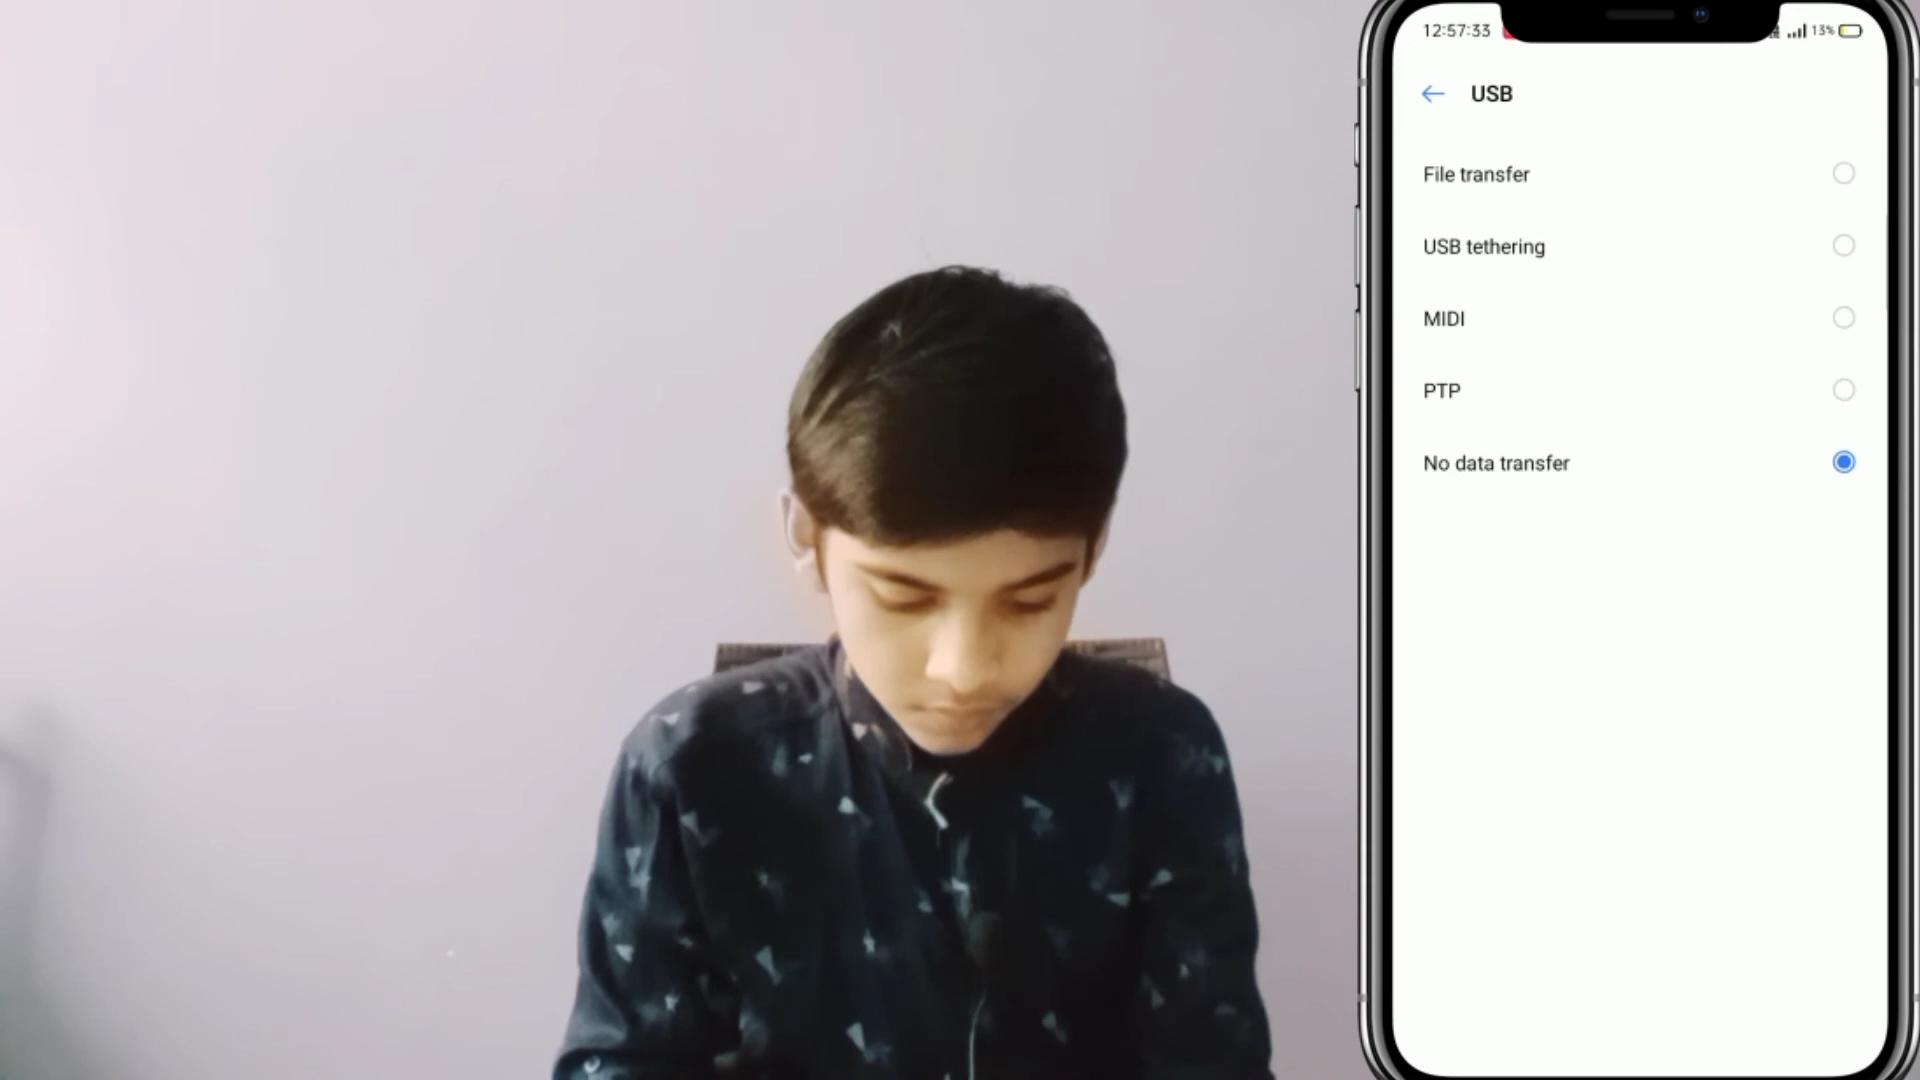 12:57:33 13%
USB
File transfer
USB tethering
MIDI
PTP
No data transfer